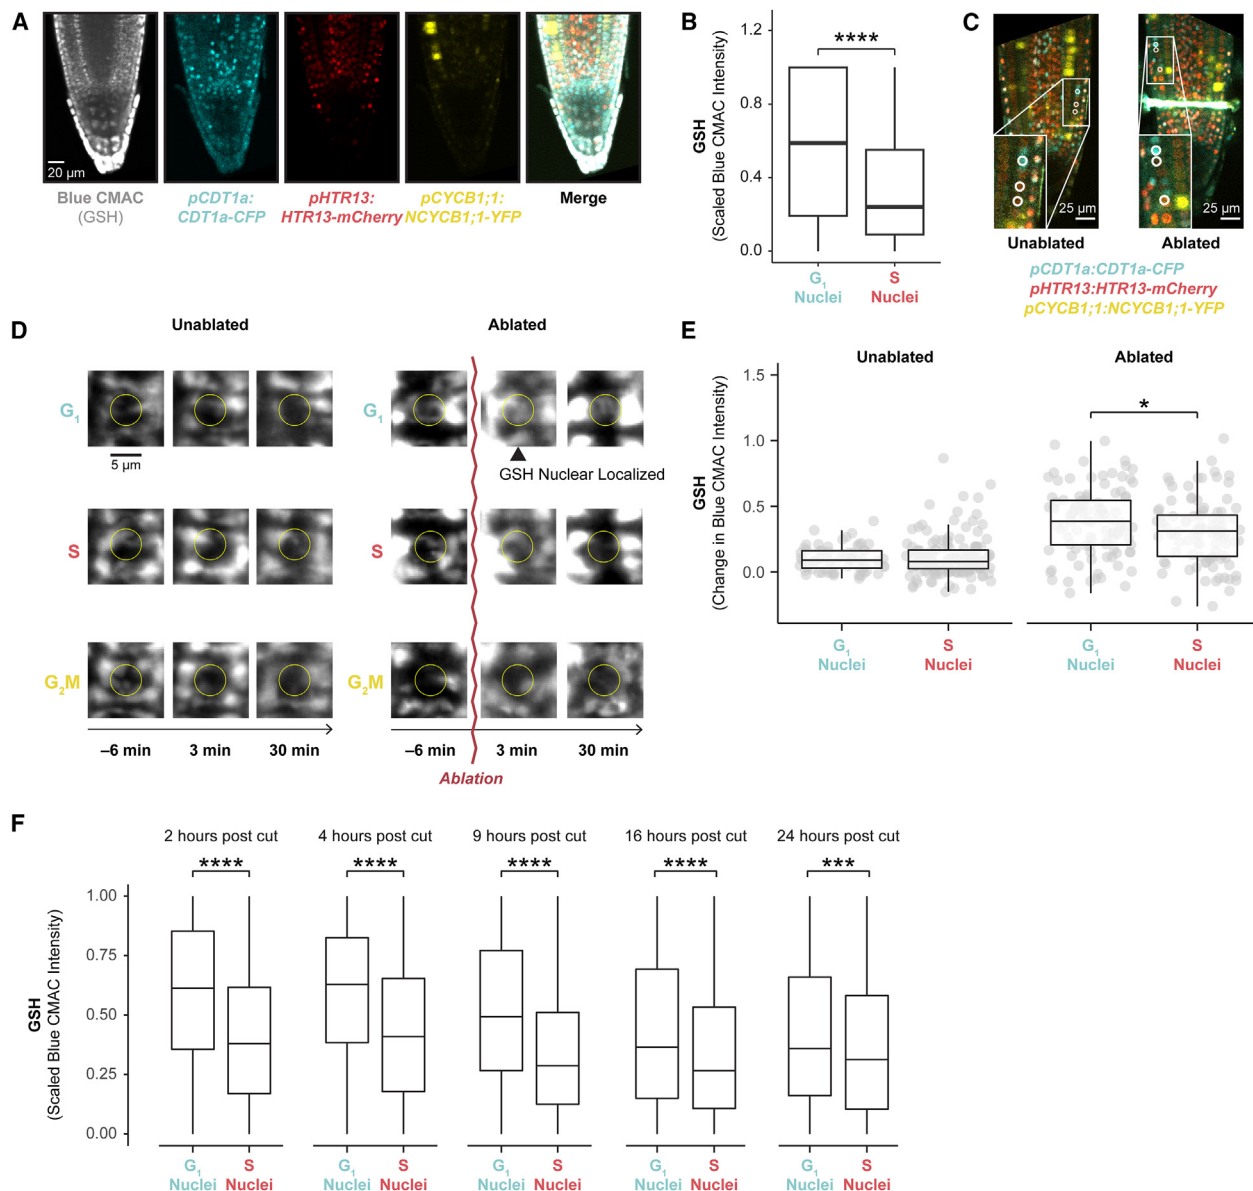 A
20 µm
Blue CMAC
(GSH)
pCDT1a:
CDT1a-CFP
pHTR13:
HTR13-mCherry
pCYCB1;1:
NCYCB1;1-YFP
Merge
B
GSH
(Scaled Blue CMAC Intensity)
1.2
0.8
0.4
0.0
****
G1
Nuclei
S
Nuclei
C
25 µm
25 µm
Unablated
Ablated
pCDT1a:CDT1a-CFP
pHTR13:HTR13-mCherry
pCYCB1;1:NCYCB1;1-YFP
D
Unablated
Ablated
G1
G1
5 µm
GSH Nuclear Localized
S
S
G2M
G2M
–6 min
3 min
30 min
–6 min
3 min
30 min
Ablation
E
Unablated
Ablated
GSH
(Change in Blue CMAC Intensity)
1.5
1.0
0.5
0.0
*
G1
Nuclei
S
Nuclei
G1
Nuclei
S
Nuclei
F
2 hours post cut
4 hours post cut
9 hours post cut
16 hours post cut
24 hours post cut
****
****
****
****
***
GSH
(Scaled Blue CMAC Intensity)
1.00
0.75
0.50
0.25
0.00
G1
Nuclei
S
Nuclei
G1
Nuclei
S
Nuclei
G1
Nuclei
S
Nuclei
G1
Nuclei
S
Nuclei
G1
Nuclei
S
Nuclei